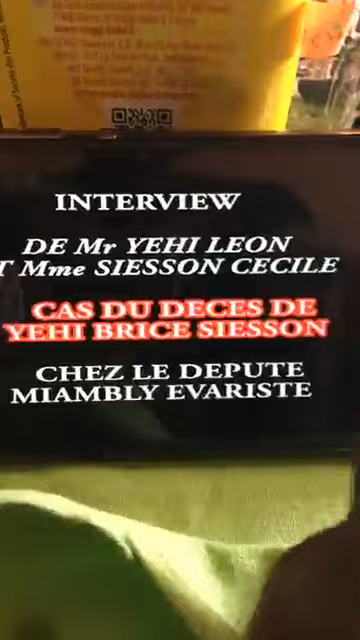 INTERVIEW
DE Mr YEHI LEON
T Mme SIESSON CECILE
CAS DU DECES DE
YEHI BRICE SIESSON
CHEZ LE DEPUTE
MIAMBLY EVARISTE